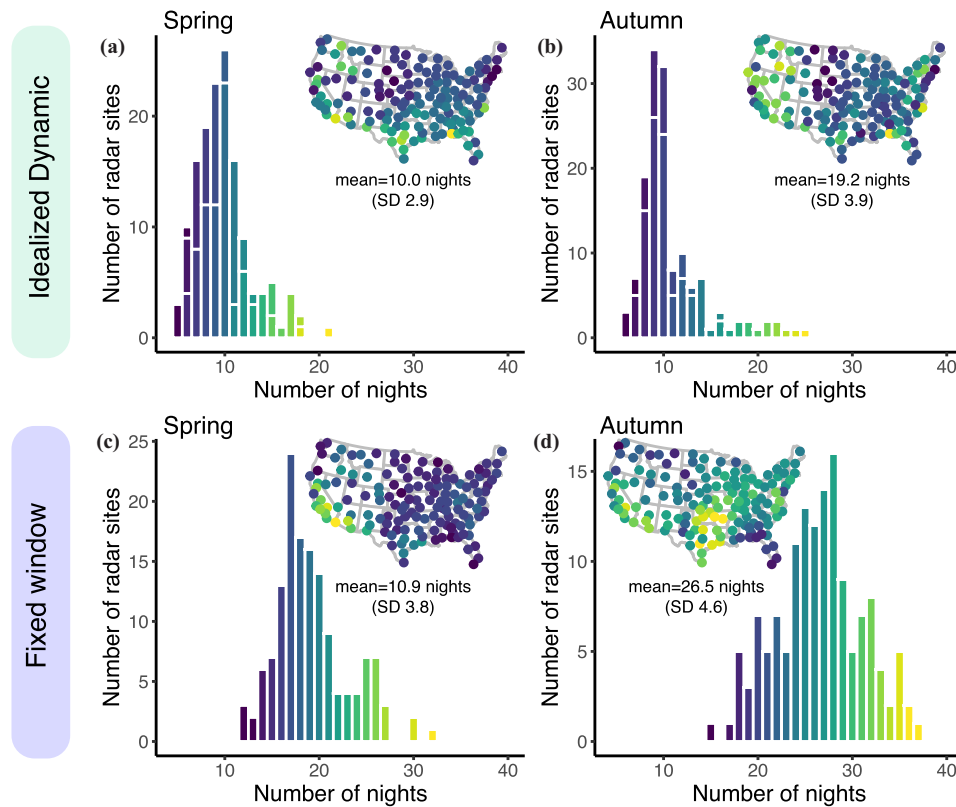 Idealized Dynamic
(a)
Spring
Number of radar sites
20
10
0
10
20
30
40
Number of nights
mean=10.0 nights
(SD 2.9)
(b)
Autumn
Number of radar sites
30
20
10
0
10
20
30
40
Number of nights
mean=19.2 nights
(SD 3.9)
Fixed window
(c)
Spring
Number of radar sites
25
20
15
10
5
0
10
20
30
40
Number of nights
mean=10.9 nights
(SD 3.8)
(d)
Autumn
Number of radar sites
15
10
5
0
10
20
30
40
Number of nights
mean=26.5 nights
(SD 4.6)